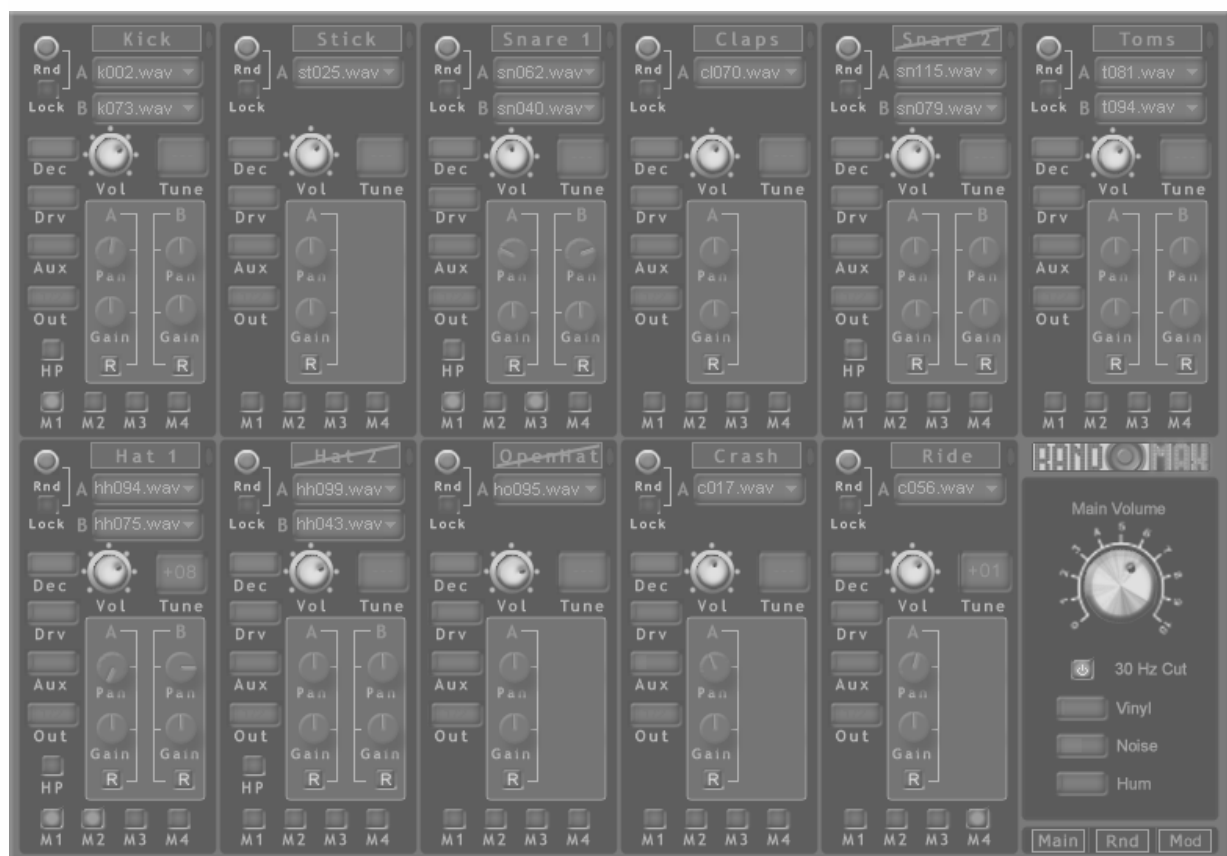 Kick
Rnd A k002.wav
Lock B k073.wav
Dec Vol Tune
Drv A B
Aux Pan Pan
Out Gain Gain
HP R R
M1 M2 M3 M4
Stick
Rnd A st025.wav
Lock
Dec Vol Tune
Drv A
Aux Pan
Out Gain
R
M1 M2 M3 M4
Snare 1
Rnd A sn062.wav
Lock B sn040.wav
Dec Vol Tune
Drv A B
Aux Pan Pan
Out Gain Gain
HP R R
M1 M2 M3 M4
Claps
Rnd A cl070.wav
Lock
Dec Vol Tune
Drv A
Aux Pan
Out Gain
R
M1 M2 M3 M4
Snare 2
Rnd A sn115.wav
Lock B sn079.wav
Dec Vol Tune
Drv A B
Aux Pan Pan
Out Gain Gain
HP R R
M1 M2 M3 M4
Toms
Rnd A t081.wav
Lock B t094.wav
Dec Vol Tune
Drv A B
Aux Pan Pan
Out Gain Gain
R R
M1 M2 M3 M4
Hat 1
Rnd A hh094.wav
Lock B hh075.wav
Dec +08
Vol Tune
Drv A B
Aux Pan Pan
Out Gain Gain
HP R R
M1 M2 M3 M4
Hat 2
Rnd A hh099.wav
Lock B hh043.wav
Dec Vol Tune
Drv A B
Aux Pan Pan
Out Gain Gain
HP R R
M1 M2 M3 M4
OpenHat
Rnd A ho095.wav
Lock
Dec Vol Tune
Drv A
Aux Pan
Out Gain
R
M1 M2 M3 M4
Crash
Rnd A c017.wav
Lock
Dec Vol Tune
Drv A
Aux Pan
Out Gain
R
M1 M2 M3 M4
Ride
Rnd A c056.wav
Lock
Dec +01
Vol Tune
Drv A
Aux Pan
Out Gain
R
M1 M2 M3 M4
RANDOMAX
Main Volume
0 1 2 3 4 5 6 7 8 9 10
30 Hz Cut
Vinyl
Noise
Hum
Main Rnd Mod